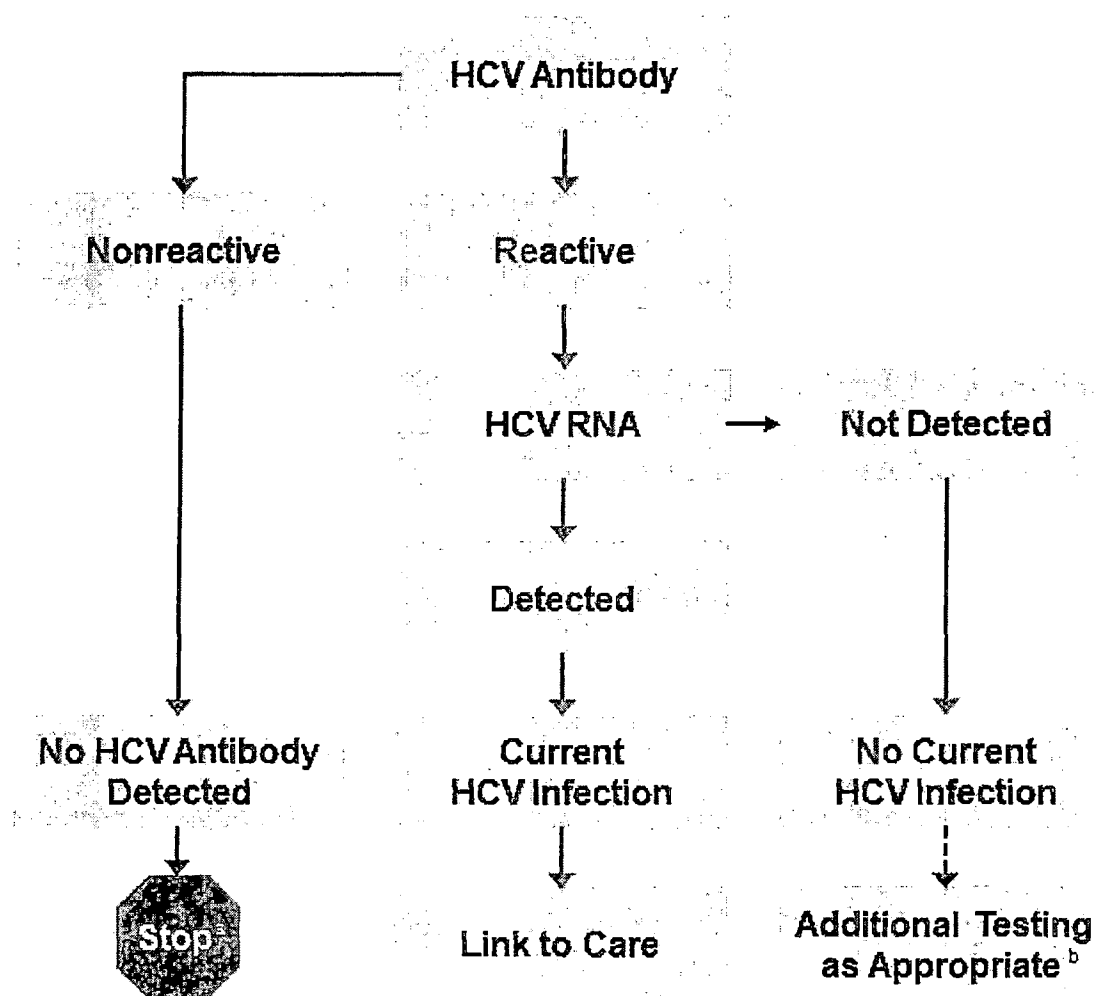 HCV Antibody
Nonreactive
Reactive
HCV RNA
Not Detected
Detected
No HCV Antibody
Detected
Current
HCV Infection
No Current
HCV Infection
Stop a
Link to Care
Additional Testing
as Appropriate b